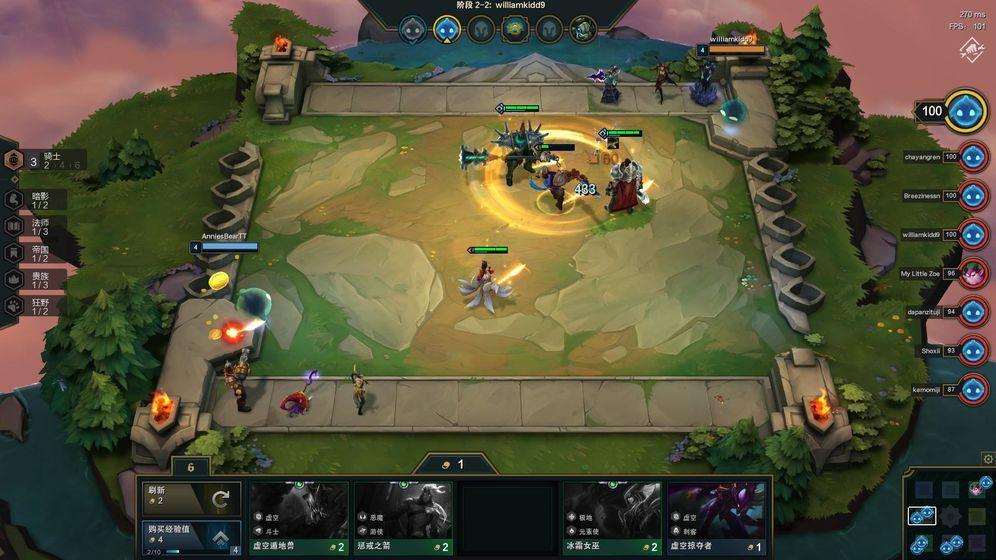 阶段 2-2: williamkidd9
270 ms
FPS: 101
williamkidd9
4
100
3 骑士
2 4 6
暗影
1 / 2
法师
1 / 3
帝国
1 / 2
贵族
1 / 3
狂野
1 / 2
chayangren 100
Breezinessn 100
williamkidd9 100
My Little Zoe 96
dapanzituji 94
Shoxii 93
kemomiji 87
160
433
AnniesBearTT
4
6
1
刷新
2
购买经验值
4
2/10
4
虚空
斗士
虚空遁地兽 2
恶魔
游侠
惩戒之箭 2
极地
元素使
冰霜女巫 2
虚空
刺客
虚空掠夺者 1